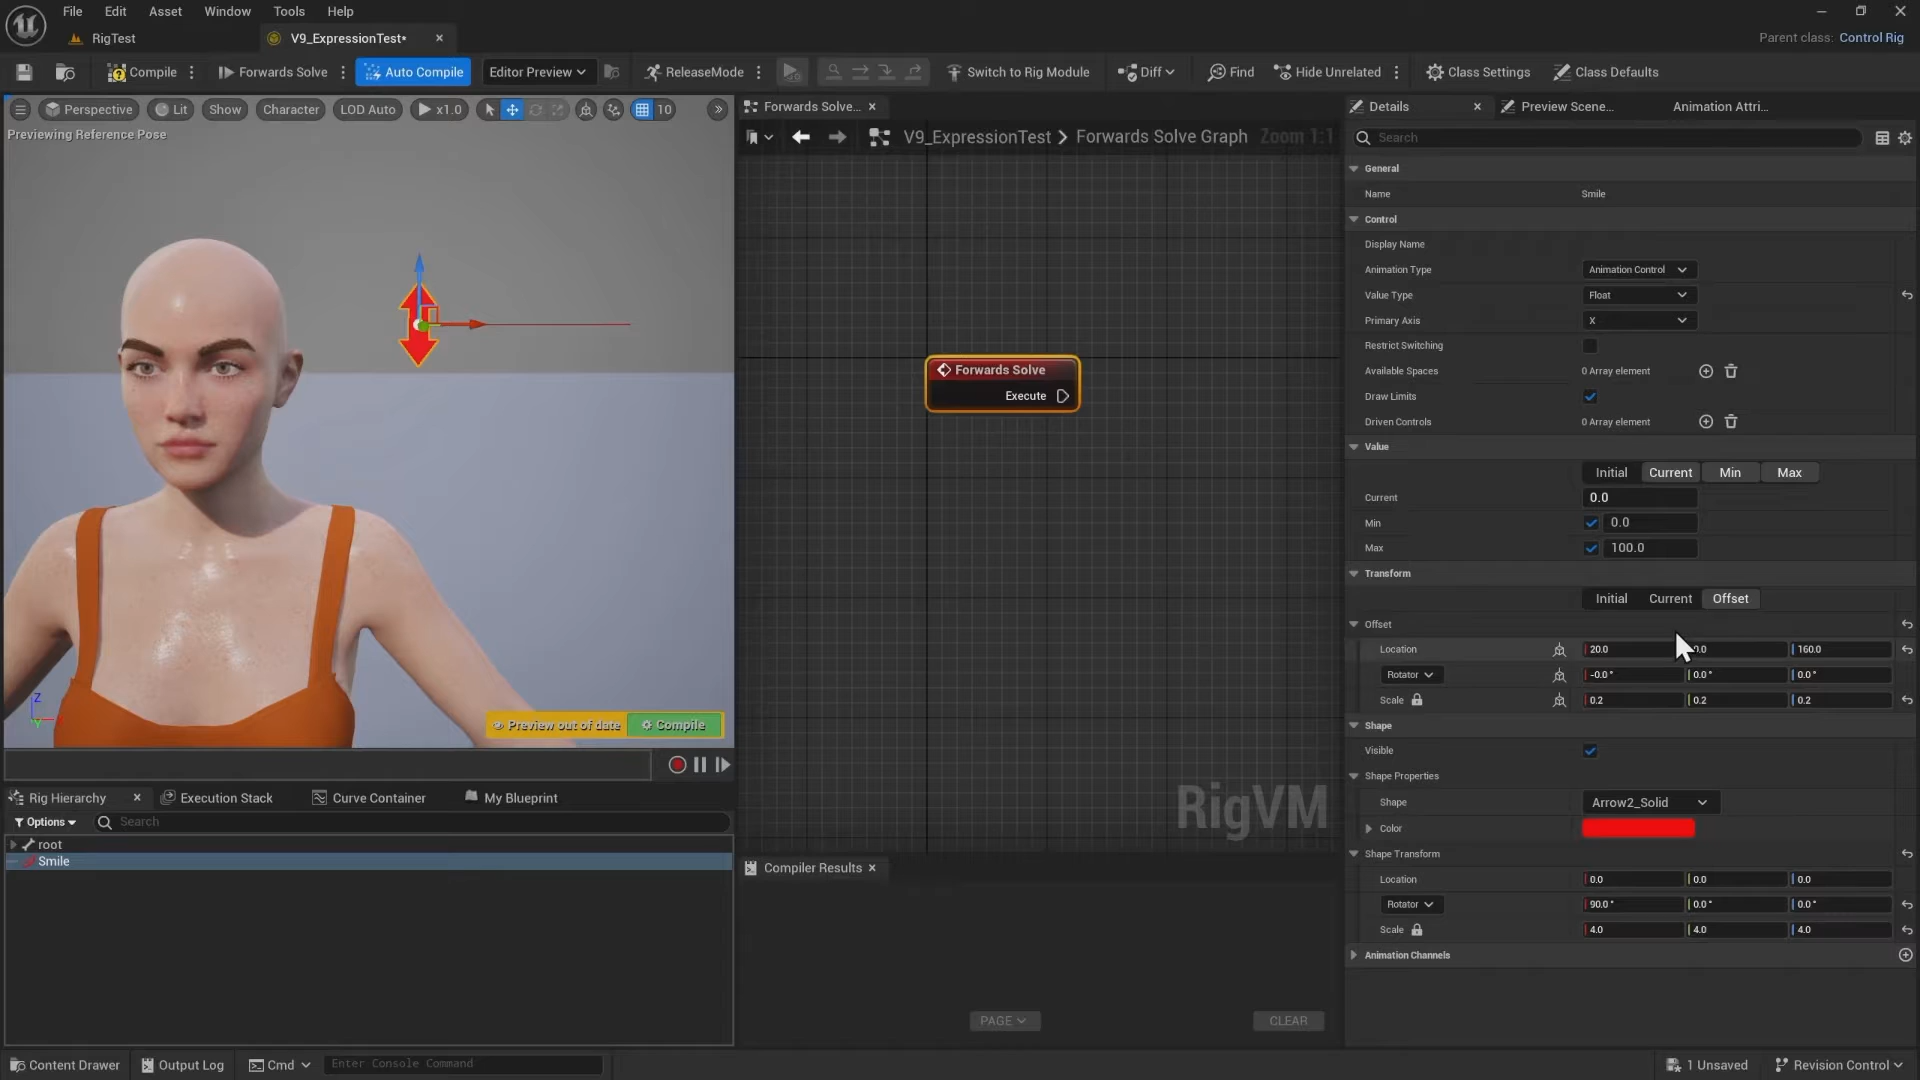 File Edit Asset Window Tools Help
RigTest
V9_ExpressionTest*
Parent class: Control Rig
Compile Forwards Solve Auto Compile Editor Preview ReleaseMode Switch to Rig Module Diff Find Hide Unrelated Class Settings Class Defaults
Perspective Lit Show Character LOD Auto x1.0 10
Previewing Reference Pose
Preview out of date Compile
Z
Rig Hierarchy Execution Stack Curve Container My Blueprint
Options Search
root
Smile
Forwards Solve...
V9_ExpressionTest Forwards Solve Graph Zoom 1:1
Forwards Solve
Execute
RigVM
Compiler Results
PAGE CLEAR
Details Preview Scene... Animation Attri...
Search
General
Name Smile
Control
Display Name
Animation Type Animation Control
Value Type Float
Primary Axis X
Restrict Switching
Available Spaces 0 Array element
Draw Limits
Driven Controls 0 Array element
Value
Initial Current Min Max
Current 0.0
Min 0.0
Max 100.0
Transform
Initial Current Offset
Offset
Location 20.0 0.0 160.0
Rotator -0.0° 0.0° 0.0°
Scale 0.2 0.2 0.2
Shape
Visible
Shape Properties
Shape Arrow2_Solid
Color
Shape Transform
Location 0.0 0.0 0.0
Rotator 90.0° 0.0° 0.0°
Scale 4.0 4.0 4.0
Animation Channels
Content Drawer Output Log Cmd Enter Console Command 1 Unsaved Revision Control